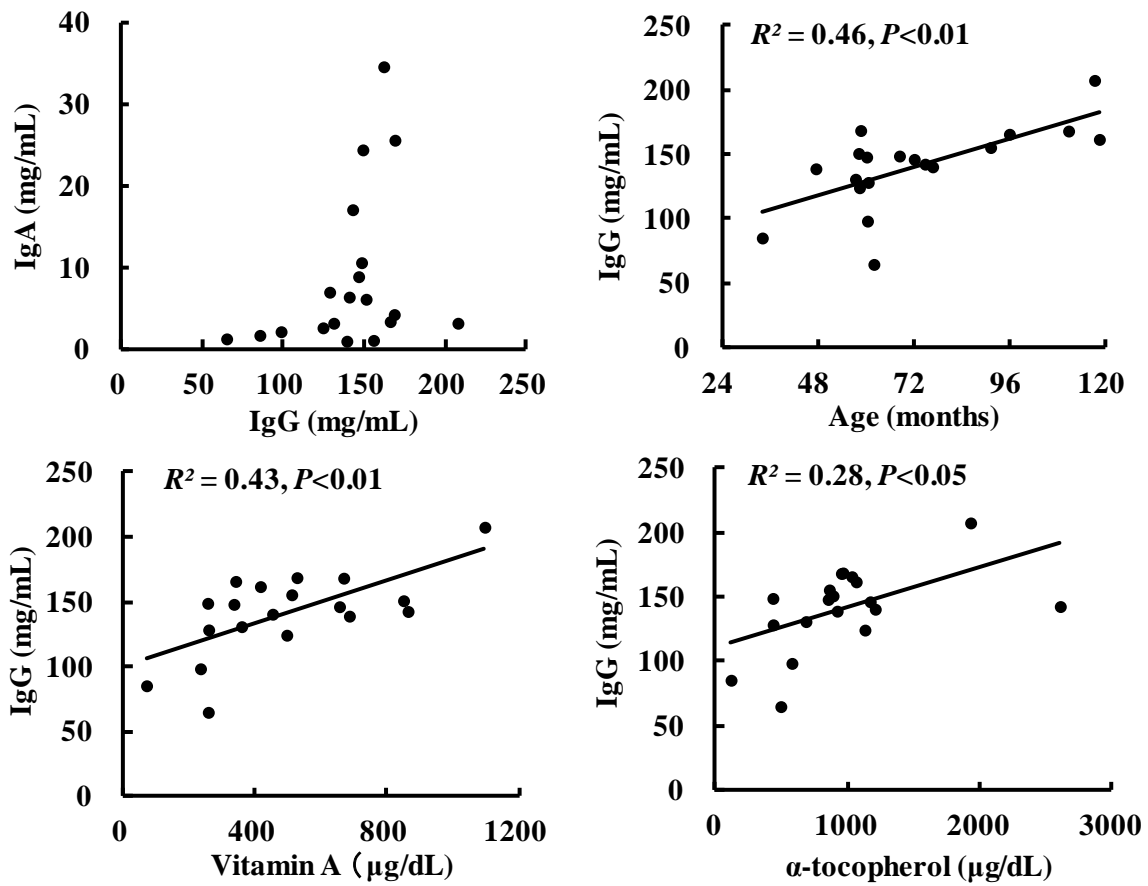 40
30
20
10
0
IgA (mg/mL)
0 50 100 150 200 250
IgG (mg/mL)
R² = 0.46, P<0.01
250
200
150
100
50
0
IgG (mg/mL)
24 48 72 96 120
Age (months)
R² = 0.43, P<0.01
250
200
150
100
50
0
IgG (mg/mL)
0 400 800 1200
Vitamin A (μg/dL)
R² = 0.28, P<0.05
250
200
150
100
50
0
IgG (mg/mL)
0 1000 2000 3000
α-tocopherol (μg/dL)